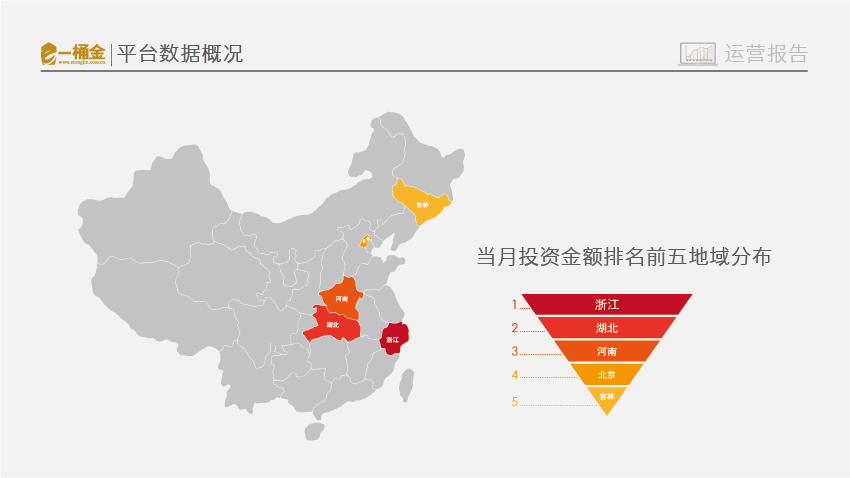 一桶金
www.etongjin.com.cn
平台数据概况
运营报告
吉林
河南
湖北
浙江
当月投资金额排名前五地域分布
1 浙江
2 湖北
3 河南
4 北京
5 吉林